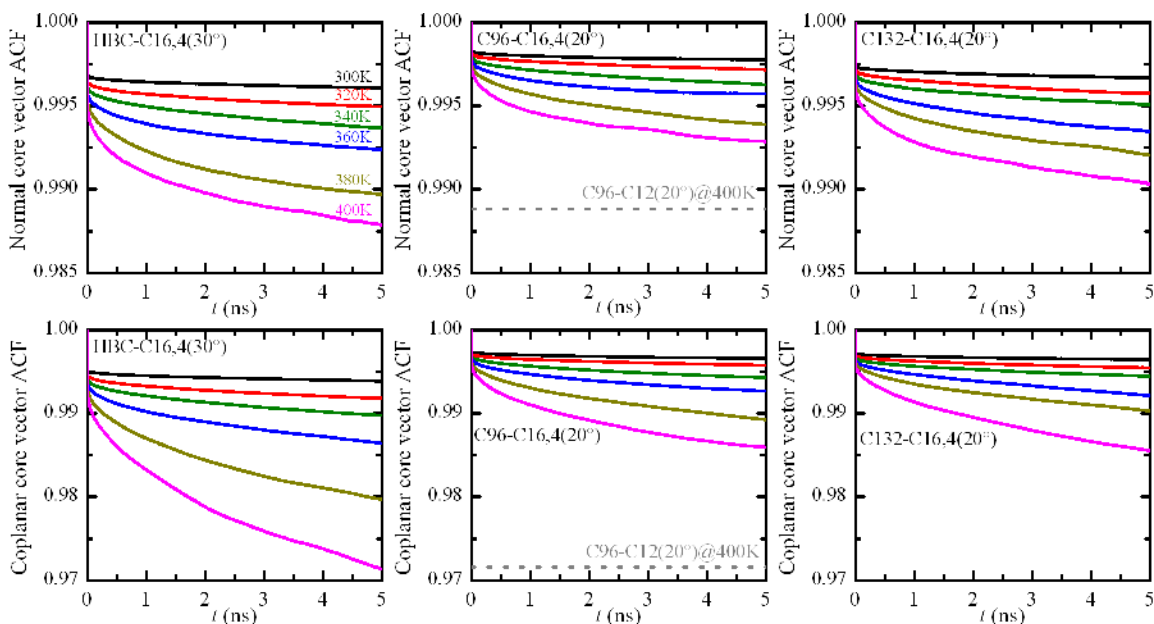 HBC-C16,4(30°)
C96-C16,4(20°)
C132-C16,4(20°)
Normal core vector ACF
1.000
0.995
0.990
0.985
300K
320K
340K
360K
380K
400K
0 1 2 3 4 5
t (ns)
Normal core vector ACF
1.000
0.995
0.990
0.985
C96-C12(20°)@400K
0 1 2 3 4 5
t (ns)
Normal core vector ACF
1.000
0.995
0.990
0.985
0 1 2 3 4 5
t (ns)
Coplanar core vector ACF
1.00
0.99
0.98
0.97
HBC-C16,4(30°)
0 1 2 3 4 5
t (ns)
Coplanar core vector ACF
1.00
0.99
0.98
0.97
C96-C16,4(20°)
C96-C12(20°)@400K
0 1 2 3 4 5
t (ns)
Coplanar core vector ACF
1.00
0.99
0.98
0.97
C132-C16,4(20°)
0 1 2 3 4 5
t (ns)